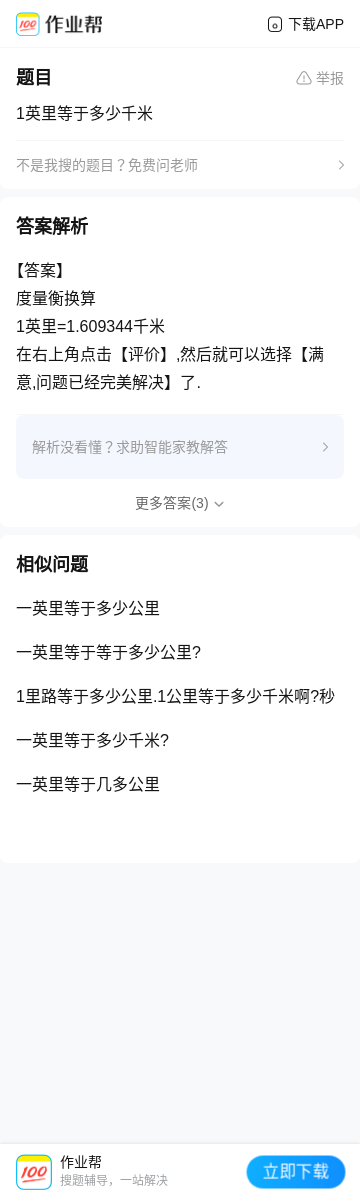 100 作业帮
下载APP
题目
举报
1英里等于多少千米
不是我搜的题目？免费问老师
答案解析
【答案】
度量衡换算
1英里=1.609344千米
在右上角点击【评价】,然后就可以选择【满
意,问题已经完美解决】了.
解析没看懂？求助智能家教解答
更多答案(3)
相似问题
一英里等于多少公里
一英里等于等于多少公里?
1里路等于多少公里.1公里等于多少千米啊?秒
一英里等于多少千米?
一英里等于几多公里
100
作业帮
搜题辅导，一站解决
立即下载